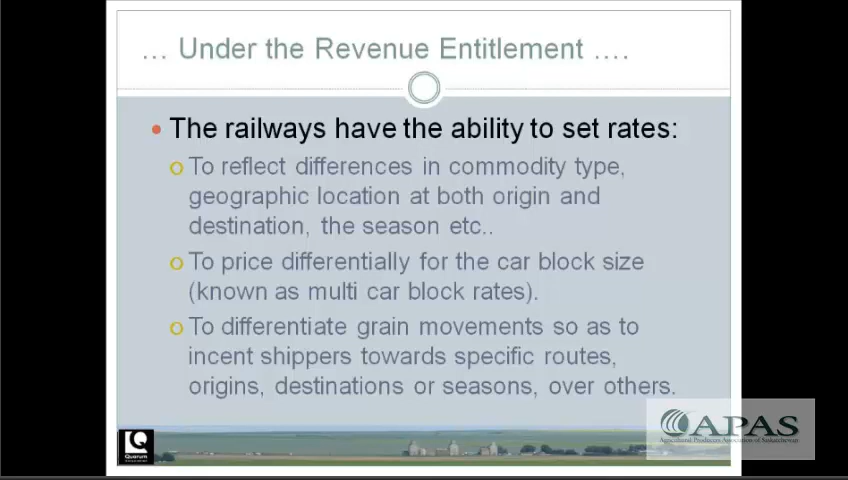 ... Under the Revenue Entitlement ....
• The railways have the ability to set rates:
o To reflect differences in commodity type,
geographic location at both origin and
destination, the season etc..
o To price differentially for the car block size
(known as multi car block rates).
o To differentiate grain movements so as to
incent shippers towards specific routes,
origins, destinations or seasons, over others.
Quorum
APAS
Agricultural Producers Association of Saskatchewan